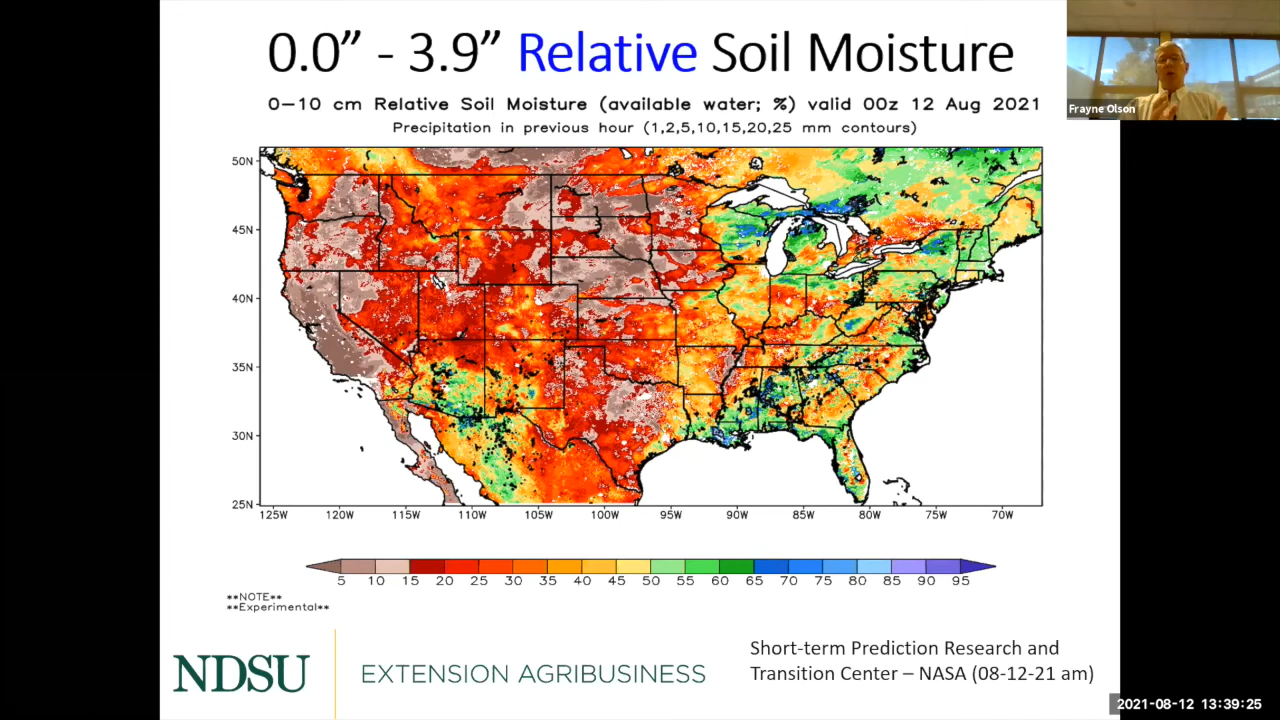 0.0” - 3.9” Relative Soil Moisture
Frayne Olson
0–10 cm Relative Soil Moisture (available water; %) valid 00z 12 Aug 2021
Precipitation in previous hour (1,2,5,10,15,20,25 mm contours)
50N
45N
40N
35N
30N
25N
125W 120W 115W 110W 105W 100W 95W 90W 85W 80W 75W 70W
5 10 15 20 25 30 35 40 45 50 55 60 65 70 75 80 85 90 95
**NOTE**
**Experimental**
NDSU EXTENSION AGRIBUSINESS
Short-term Prediction Research and
Transition Center – NASA (08-12-21 am)
2021-08-12 13:39:25